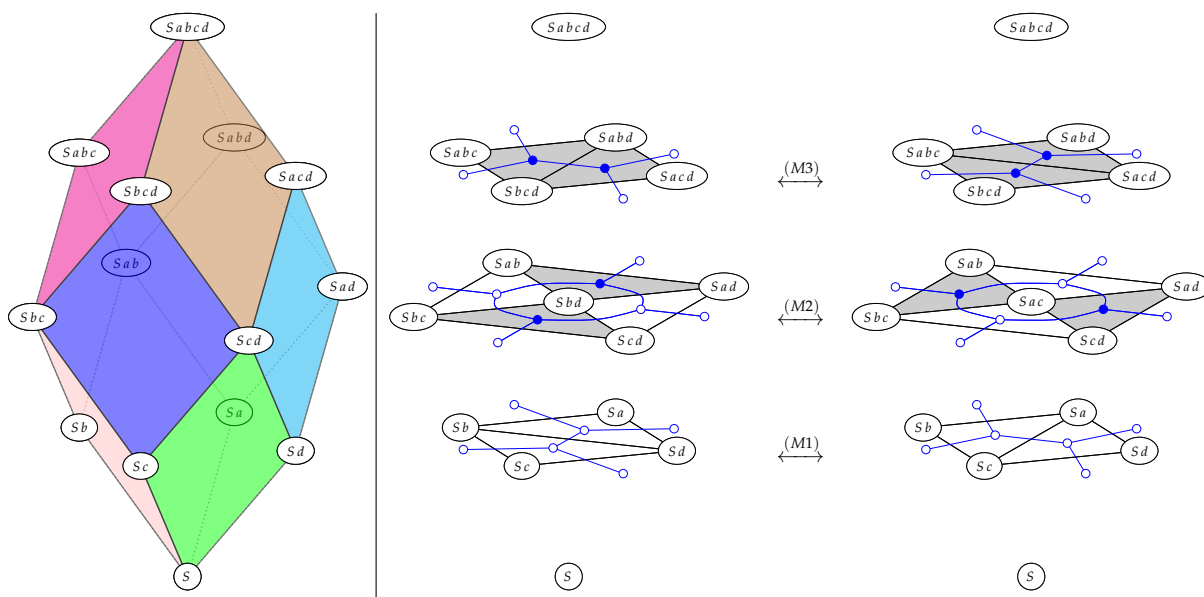 Sabcd
Sabd
Sabc
Sacd
Sbcd
Sab
Sad
Sbc
Scd
Sa
Sb
Sd
Sc
S
Sabcd
Sabc
Sabd
Sbcd
Sacd
Sab
Sbd
Sad
Sbc
Scd
Sa
Sb
Sd
Sc
S
(M3)
(M2)
(M1)
Sabcd
Sabc
Sabd
Sbcd
Sacd
Sab
Sac
Sad
Sbc
Scd
Sa
Sb
Sd
Sc
S